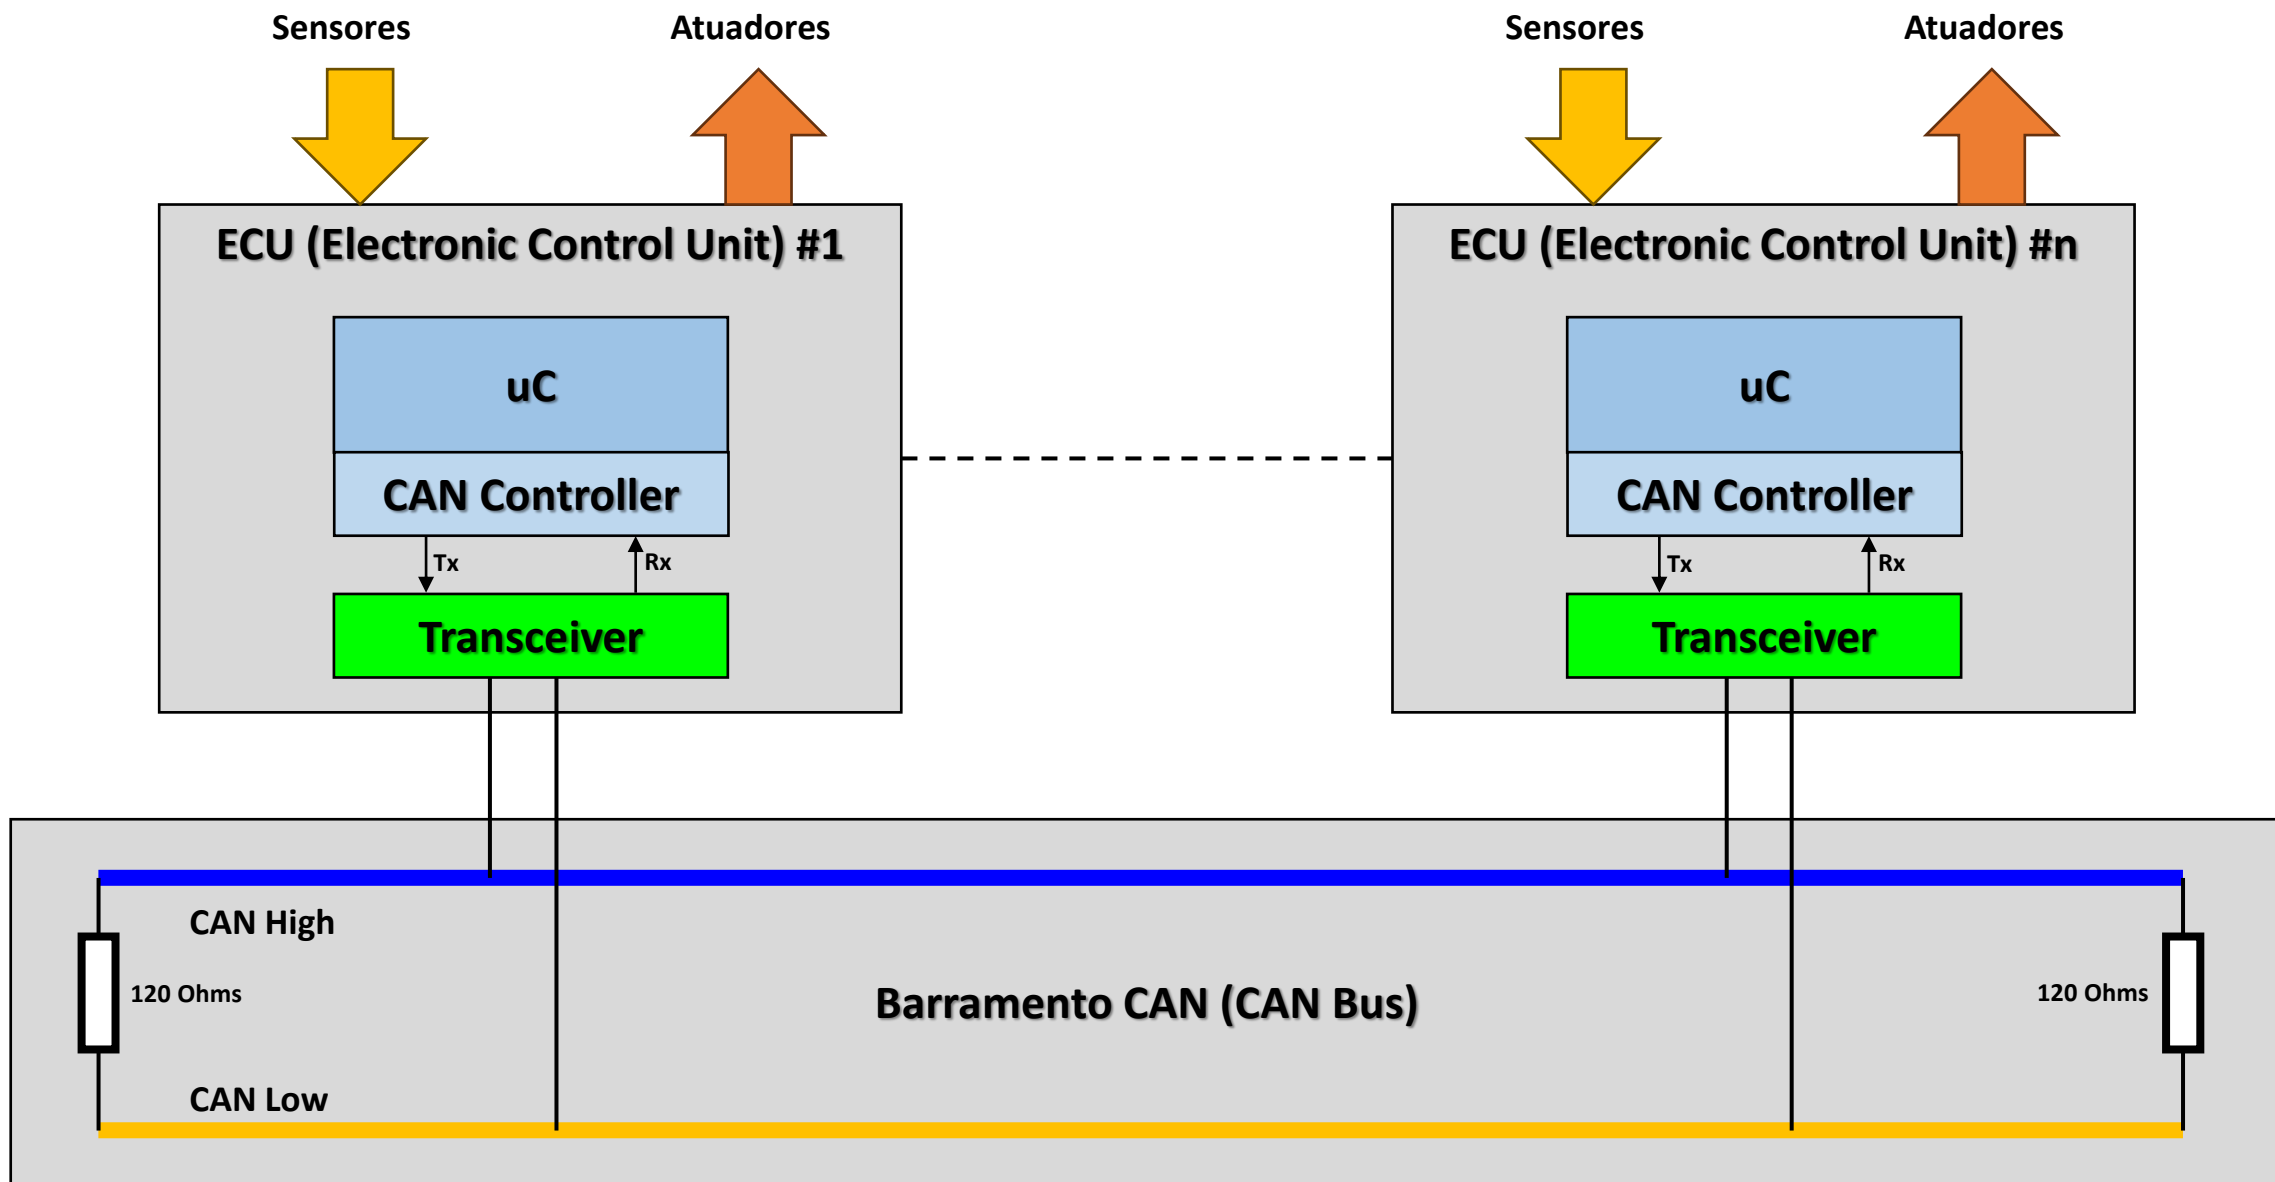 Sensores
Atuadores
Sensores
Atuadores
ECU (Electronic Control Unit) #1
ECU (Electronic Control Unit) #n
uC
uC
CAN Controller
CAN Controller
Tx
Rx
Tx
Rx
Transceiver
Transceiver
CAN High
120 Ohms
Barramento CAN (CAN Bus)
120 Ohms
CAN Low